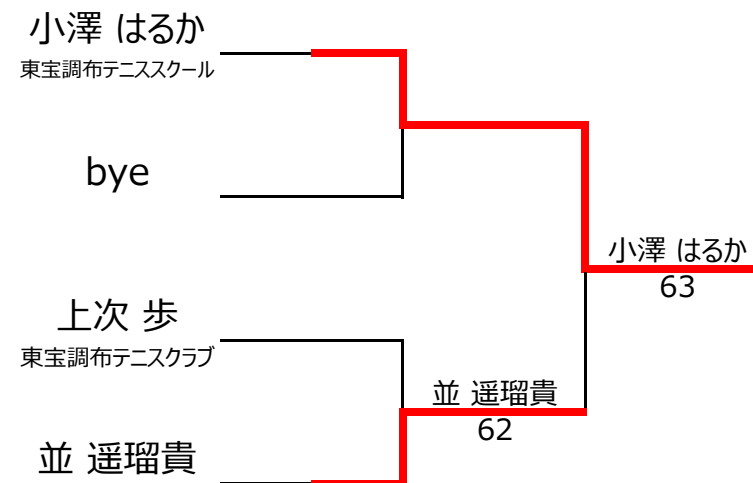 小澤 はるか
東宝調布テニススクール
bye
小澤 はるか
63
上次 歩
東宝調布テニスクラブ
並 遥瑠貴
62
並 遥瑠貴